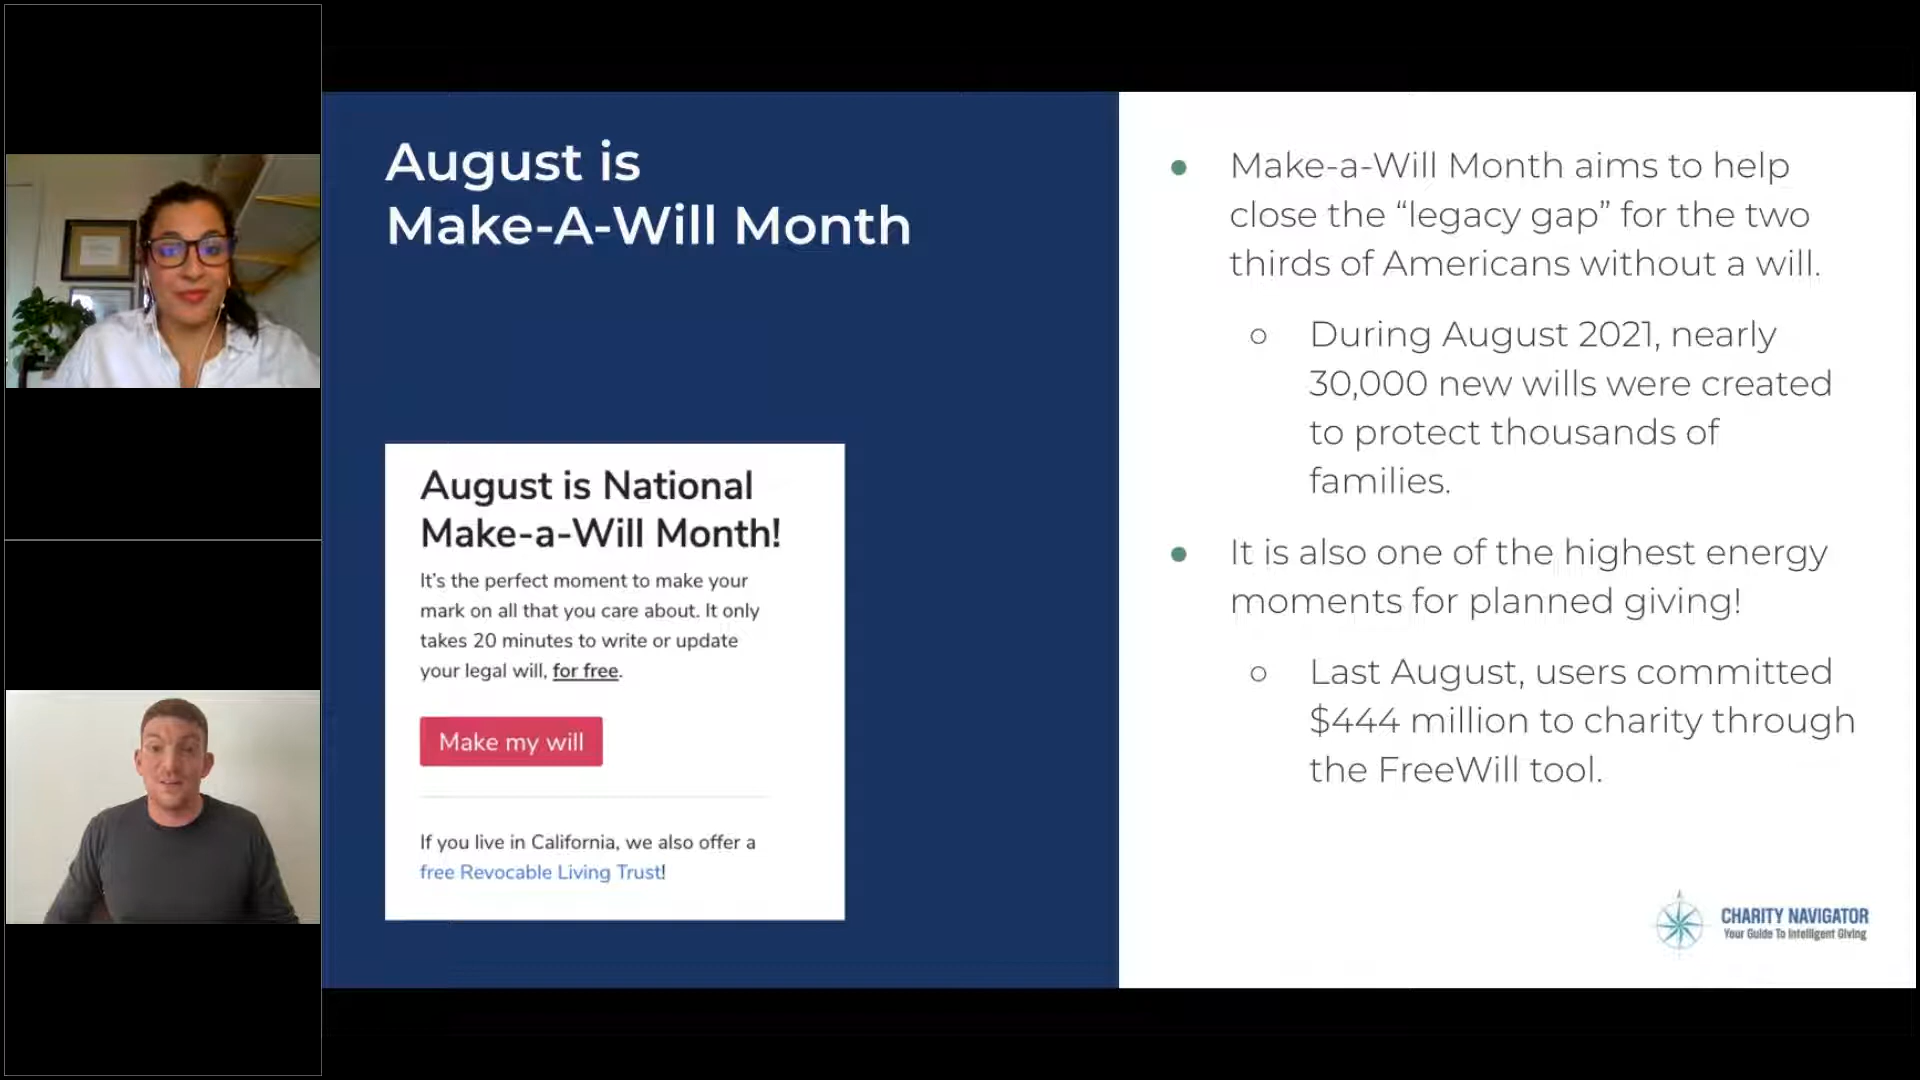 August is
Make-A-Will Month
August is National
Make-a-Will Month!
It's the perfect moment to make your
mark on all that you care about. It only
takes 20 minutes to write or update
your legal will, for free.
Make my will
If you live in California, we also offer a
free Revocable Living Trust!
Make-a-Will Month aims to help
close the “legacy gap” for the two
thirds of Americans without a will.
During August 2021, nearly
30,000 new wills were created
to protect thousands of
families.
It is also one of the highest energy
moments for planned giving!
Last August, users committed
$444 million to charity through
the FreeWill tool.
CHARITY NAVIGATOR
Your Guide To Intelligent Giving